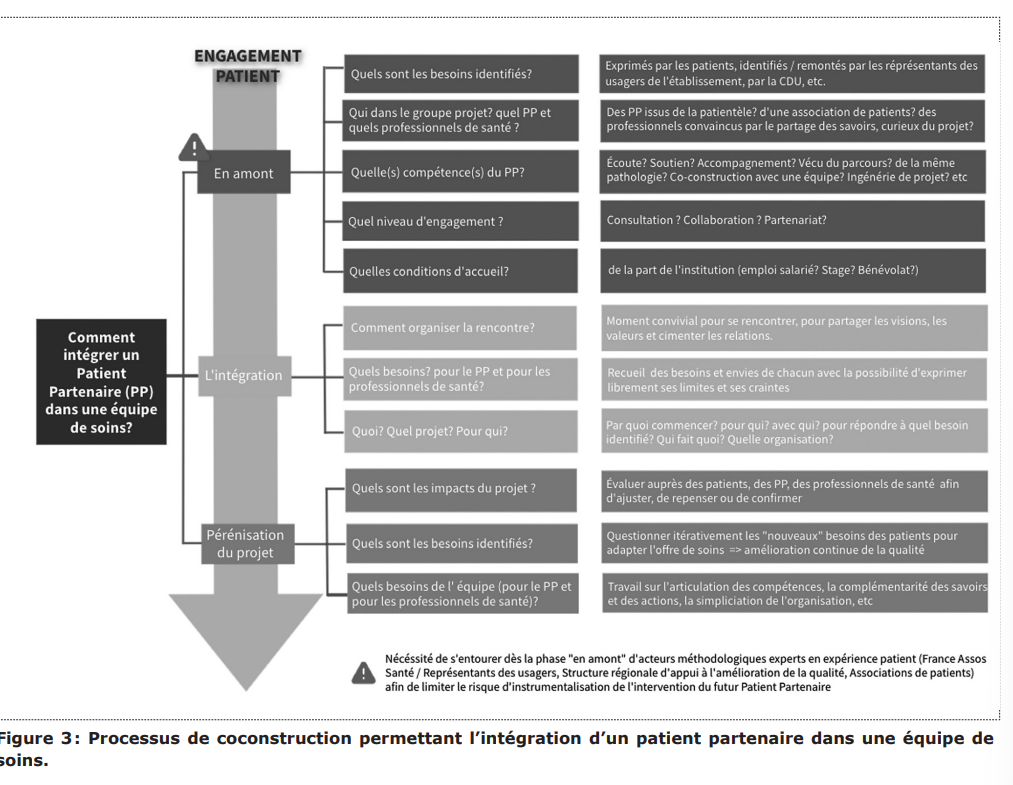 ENGAGEMENT
PATIENT
Comment
intégrer un
Patient
Partenaire (PP)
dans une équipe
de soins?
En amont
Quels sont les besoins identifiés?
Exprimés par les patients, identifiés / remontés par les réprésentants des
usagers de l'établissement, par la CDU, etc.
Qui dans le groupe projet? quel PP et
quels professionnels de santé ?
Des PP issus de la patientèle? d'une association de patients? des
professionnels convaincus par le partage des savoirs, curieux du projet?
Quelle(s) compétence(s) du PP?
Écoute? Soutien? Accompagnement? Vécu du parcours? de la même
pathologie? Co-construction avec une équipe? Ingénérie de projet? etc
Quel niveau d'engagement ?
Consultation ? Collaboration ? Partenariat?
Quelles conditions d'accueil?
de la part de l'institution (emploi salarié? Stage? Bénévolat?)
L'intégration
Comment organiser la rencontre?
Moment convivial pour se rencontrer, pour partager les visions, les
valeurs et cimenter les relations.
Quels besoins? pour le PP et pour les
professionnels de santé?
Recueil des besoins et envies de chacun avec la possibilité d'exprimer
librement ses limites et ses craintes
Quoi? Quel projet? Pour qui?
Par quoi commencer? pour qui? avec qui? pour répondre à quel besoin
identifié? Qui fait quoi? Quelle organisation?
Pérénisation
du projet
Quels sont les impacts du projet ?
Évaluer auprès des patients, des PP, des professionnels de santé afin
d'ajuster, de repenser ou de confirmer
Quels sont les besoins identifiés?
Questionner itérativement les "nouveaux" besoins des patients pour
adapter l'offre de soins => amélioration continue de la qualité
Quels besoins de l' équipe (pour le PP et
pour les professionnels de santé)?
Travail sur l'articulation des compétences, la complémentarité des savoirs
et des actions, la simpliciation de l'organisation, etc
Nécéssité de s'entourer dès la phase "en amont" d'acteurs méthodologiques experts en expérience patient (France Assos
Santé / Représentants des usagers, Structure régionale d'appui à l'amélioration de la qualité, Associations de patients)
afin de limiter le risque d'instrumentalisation de l'intervention du futur Patient Partenaire
Figure 3: Processus de coconstruction permettant l'intégration d'un patient partenaire dans une équipe de
soins.